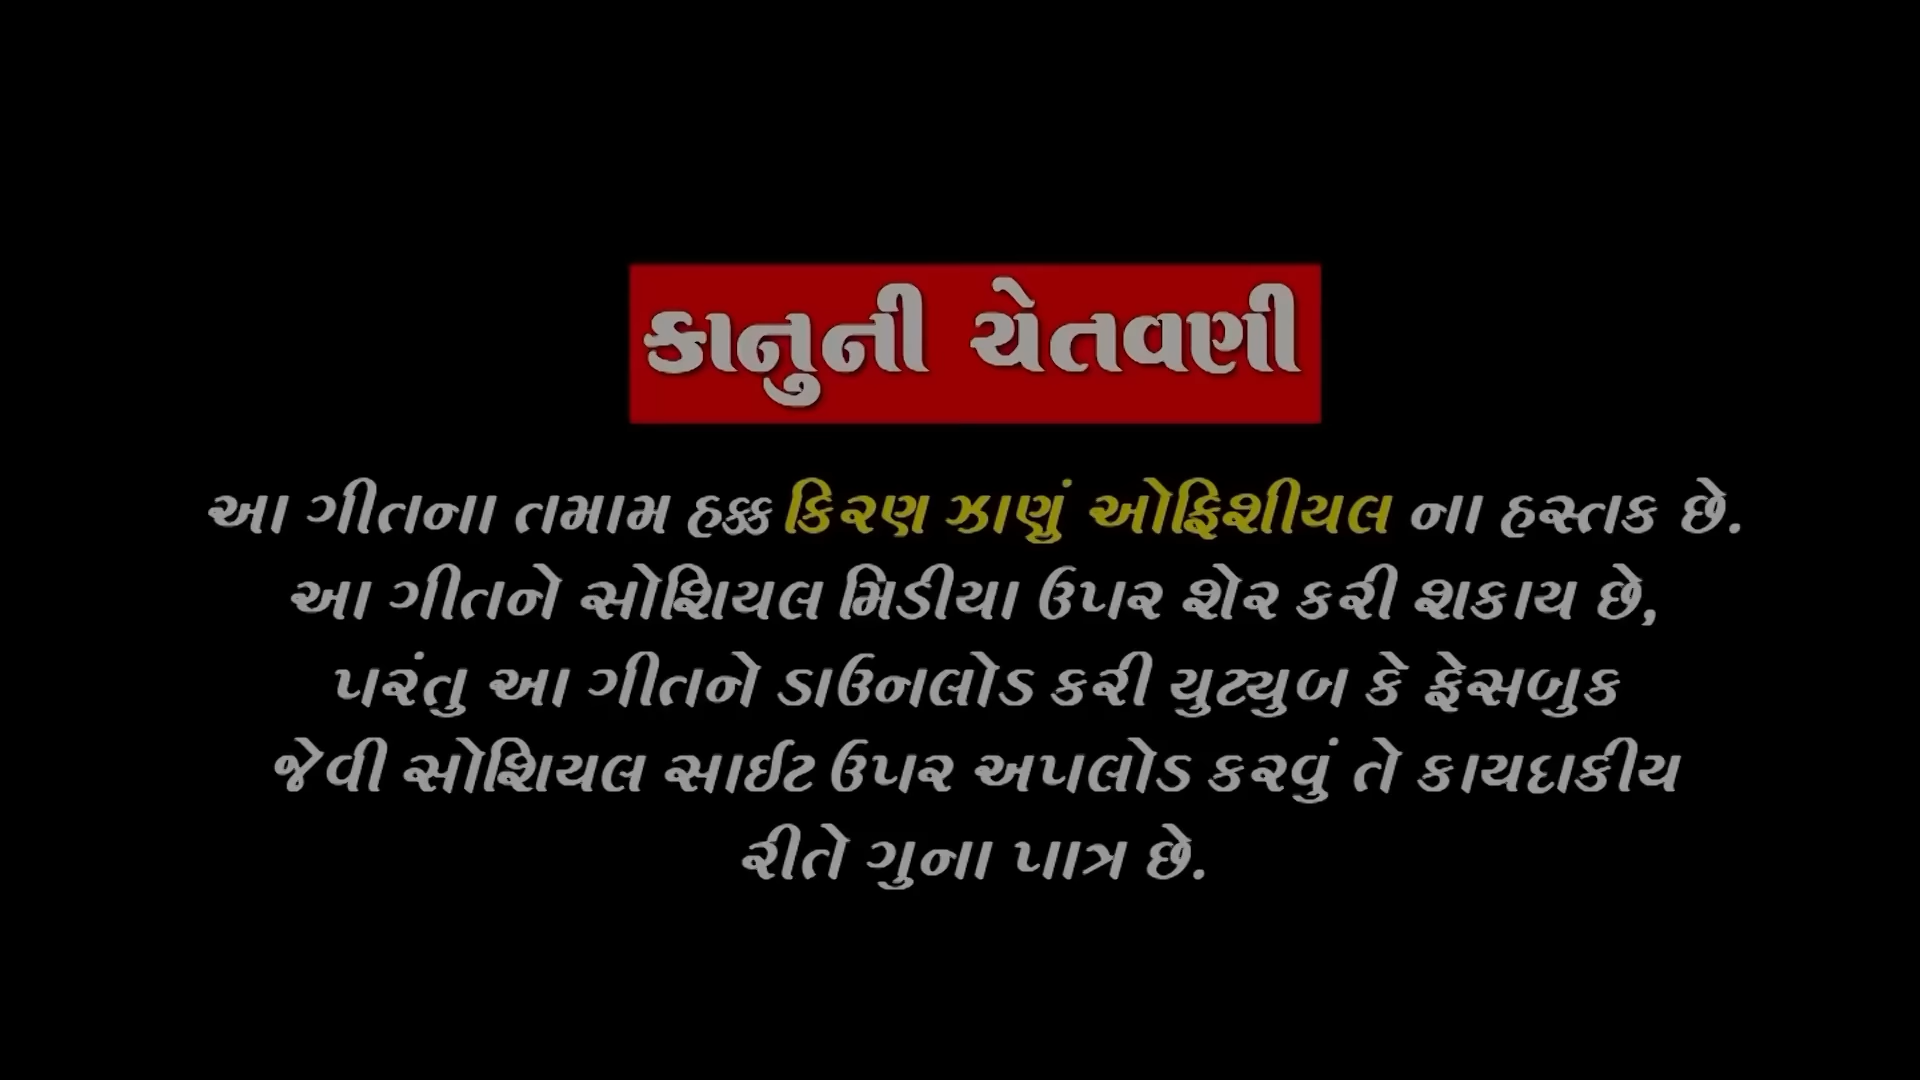 કાનુની ચેતવણી
આ ગીતના તમામ હક્ક કિરણ ઝાણું ઓફિશીયલ ના હસ્તક છે.
આ ગીતને સોશિયલ મિડીયા ઉપર શેર કરી શકાય છે,
પરંતુ આ ગીતને ડાઉનલોડ કરી યુટ્યુબ કે ફેસબુક
જેવી સોશિયલ સાઈટ ઉપર અપલોડ કરવું તે કાયદાકીય
રીતે ગુના પાત્ર છે.